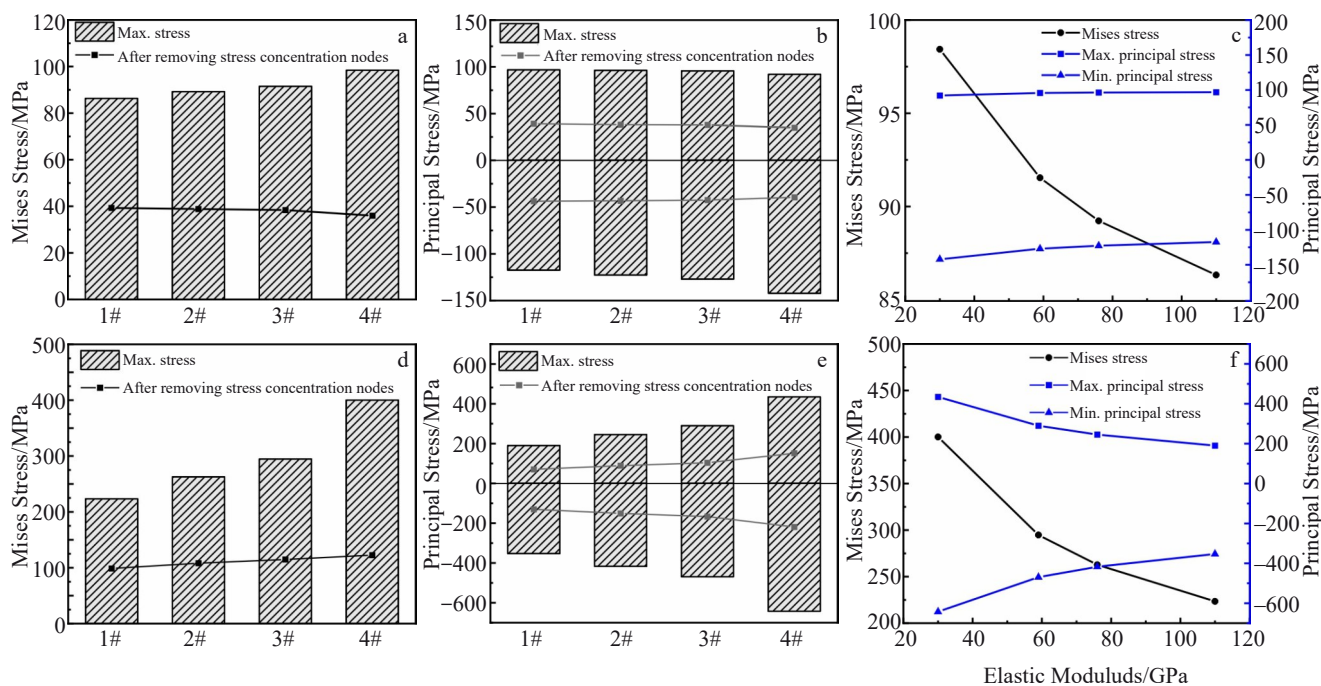 120
100
80
60
40
20
0
Mises Stress/MPa
Max. stress
After removing stress concentration nodes
a
1# 2# 3# 4#
150
100
50
0
−50
−100
−150
Principal Stress/MPa
Max. stress
After removing stress concentration nodes
b
1# 2# 3# 4#
100
95
90
85
Mises Stress/MPa
Mises stress
Max. principal stress
Min. principal stress
c
200
150
100
50
0
−50
−100
−150
−200
Principal Stress/MPa
20 40 60 80 100 120
500
400
300
200
100
0
Mises Stress/MPa
Max. stress
After removing stress concentration nodes
d
1# 2# 3# 4#
600
400
200
0
−200
−400
−600
Principal Stress/MPa
Max. stress
After removing stress concentration nodes
e
1# 2# 3# 4#
500
450
400
350
300
250
200
Mises Stress/MPa
Mises stress
Max. principal stress
Min. principal stress
f
600
400
200
0
−200
−400
−600
Principal Stress/MPa
20 40 60 80 100 120
Elastic Moduluds/GPa